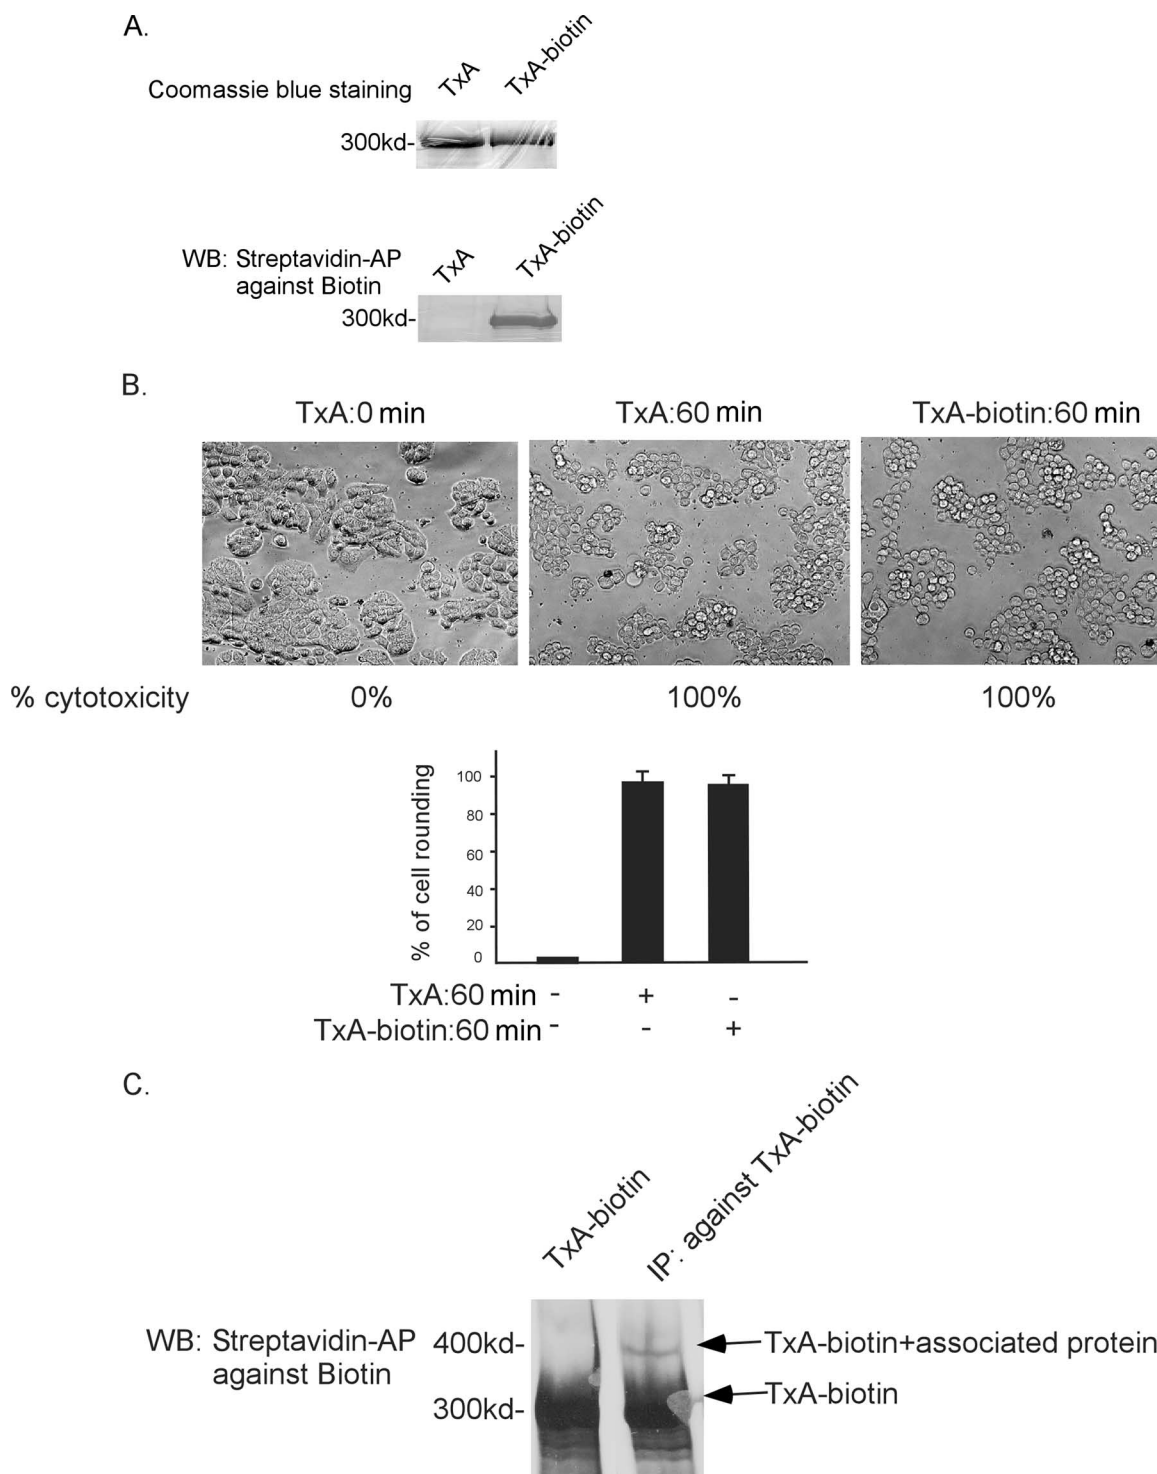 A.
TxA
TxA-biotin
Coomassie blue staining
300kd-
TxA
TxA-biotin
WB: Streptavidin-AP
against Biotin
300kd-
B.
TxA:0 min
TxA:60 min
TxA-biotin:60 min
% cytotoxicity
0%
100%
100%
% of cell rounding
100
80
60
40
20
0
TxA:60 min - + -
TxA-biotin:60 min - - +
C.
TxA-biotin
IP: against TxA-biotin
WB: Streptavidin-AP
against Biotin
400kd-
TxA-biotin+associated protein
300kd-
TxA-biotin